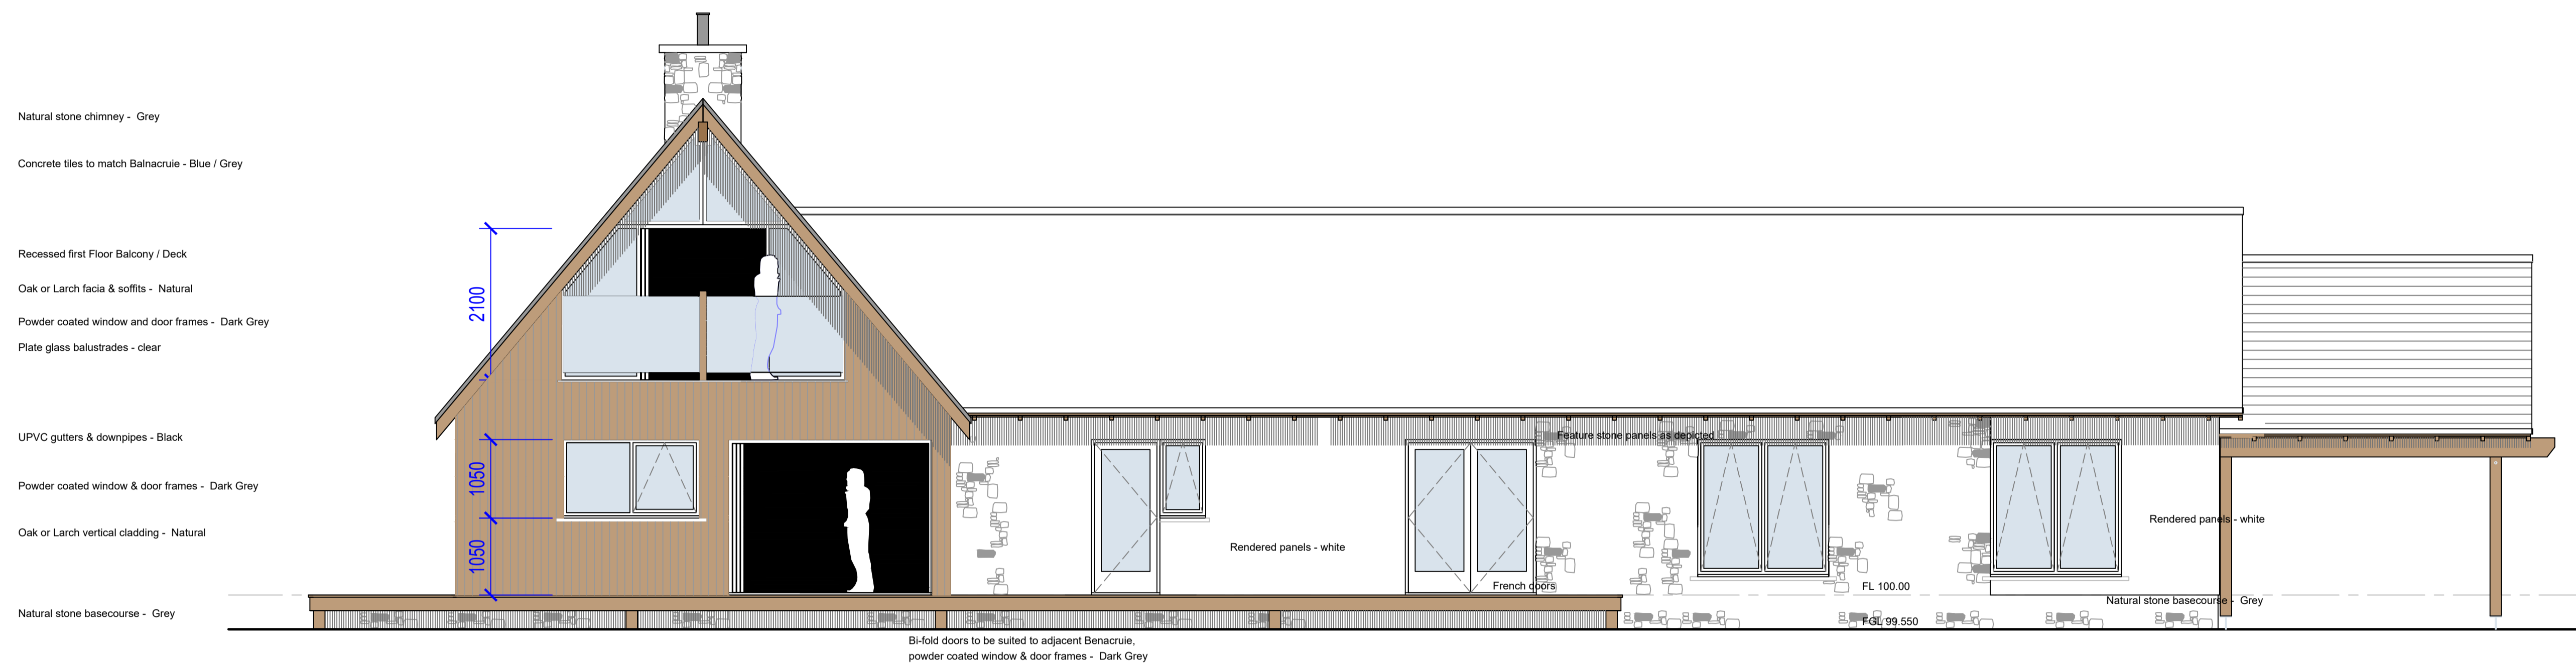 Natural stone chimney -  Grey
Concrete tiles to match Balnacruie - Blue / Grey
Recessed first Floor Balcony / Deck
Oak or Larch facia & soffits -  Natural
Powder coated window and door frames -  Dark Grey
Plate glass balustrades - clear
UPVC gutters & downpipes - Black
Powder coated window & door frames -  Dark Grey
Oak or Larch vertical cladding -  Natural
Natural stone basecourse -  Grey
2100
1050
1050
Feature stone panels as depicted
Rendered panels - white
French doors
FL 100.00
FGL 99.550
Rendered panels - white
Natural stone basecourse -  Grey
Bi-fold doors to be suited to adjacent Benacruie,
powder coated window & door frames -  Dark Grey